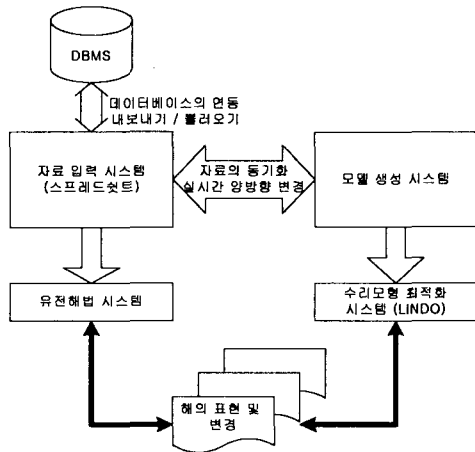 DBMS
데이터베이스의 연동
내보내기 / 불러오기
자료 입력 시스템
(스프레드쉬트)
자료의 동기화
실시간 양방향 변경
모델 생성 시스템
유전해법 시스템
수리모형 최적화
시스템 (LINDO)
해의 표현 및
변경